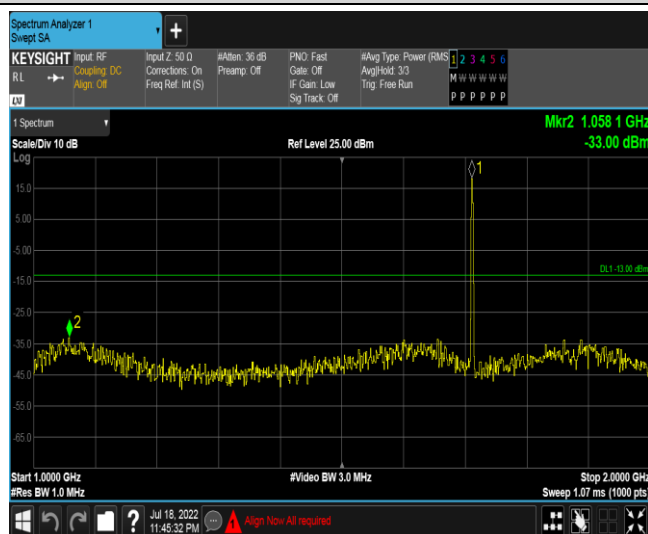 Spectrum Analyzer 1
Swept SA
+
KEYSIGHT
RL
LXI
Input: RF
Coupling: DC
Align: Off
Input Z: 50 Ω
Corrections: On
Freq Ref: Int (S)
#Atten: 36 dB
Preamp: Off
PNO: Fast
Gate: Off
IF Gain: Low
Sig Track: Off
#Avg Type: Power (RMS
Avg|Hold: 3/3
Trig: Free Run
1 2 3 4 5 6
M W W W W W
P P P P P P
1 Spectrum
Mkr2 1.058 1 GHz
Scale/Div 10 dB
Ref Level 25.00 dBm
-33.00 dBm
Log
1
15.0
5.00
-5.00
DL1 -13.00 dBm
-15.0
-25.0
2
-35.0
-45.0
-55.0
-65.0
Start 1.0000 GHz
#Video BW 3.0 MHz
Stop 2.0000 GHz
#Res BW 1.0 MHz
Sweep 1.07 ms (1000 pts)
?
Jul 18, 2022
11:45:32 PM
Align Now All required